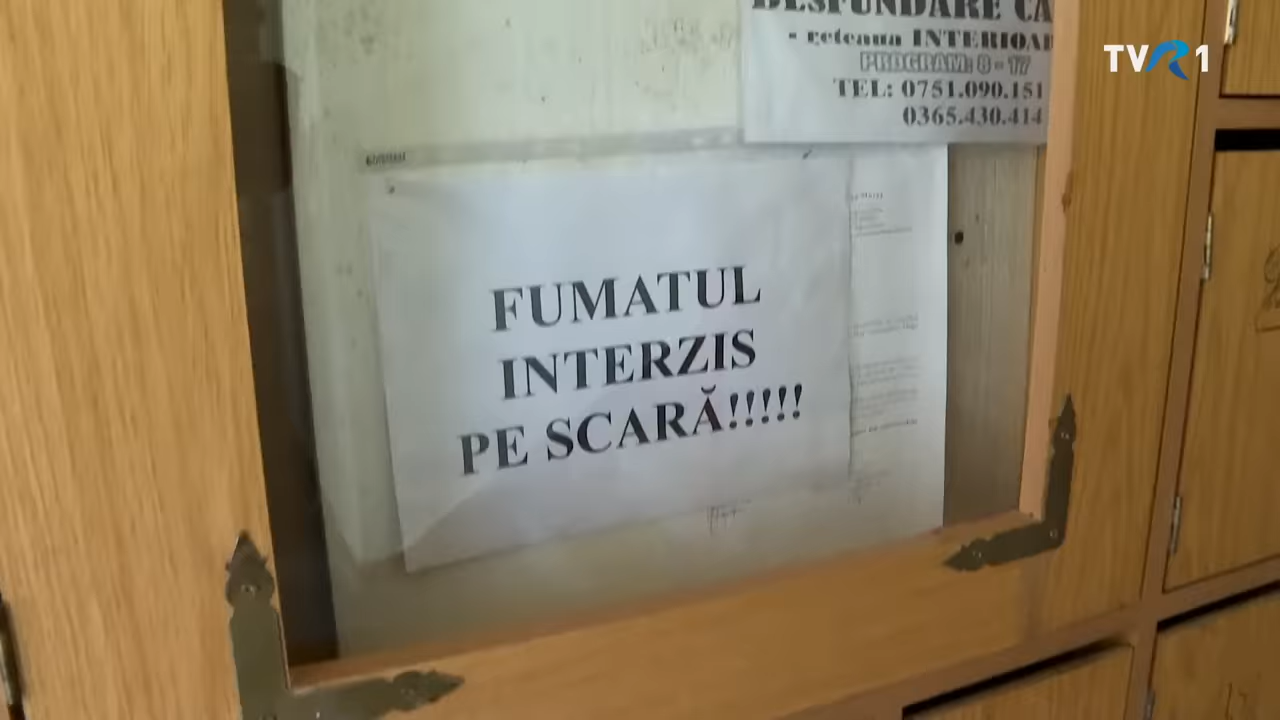 DESFUNDARE CA
- rețeaua INTERIOAR
PROGRAM: 8 - 17
TEL: 0751.090.151
0365.430.414
TVR1
FUMATUL
INTERZIS
PE SCARĂ!!!!!